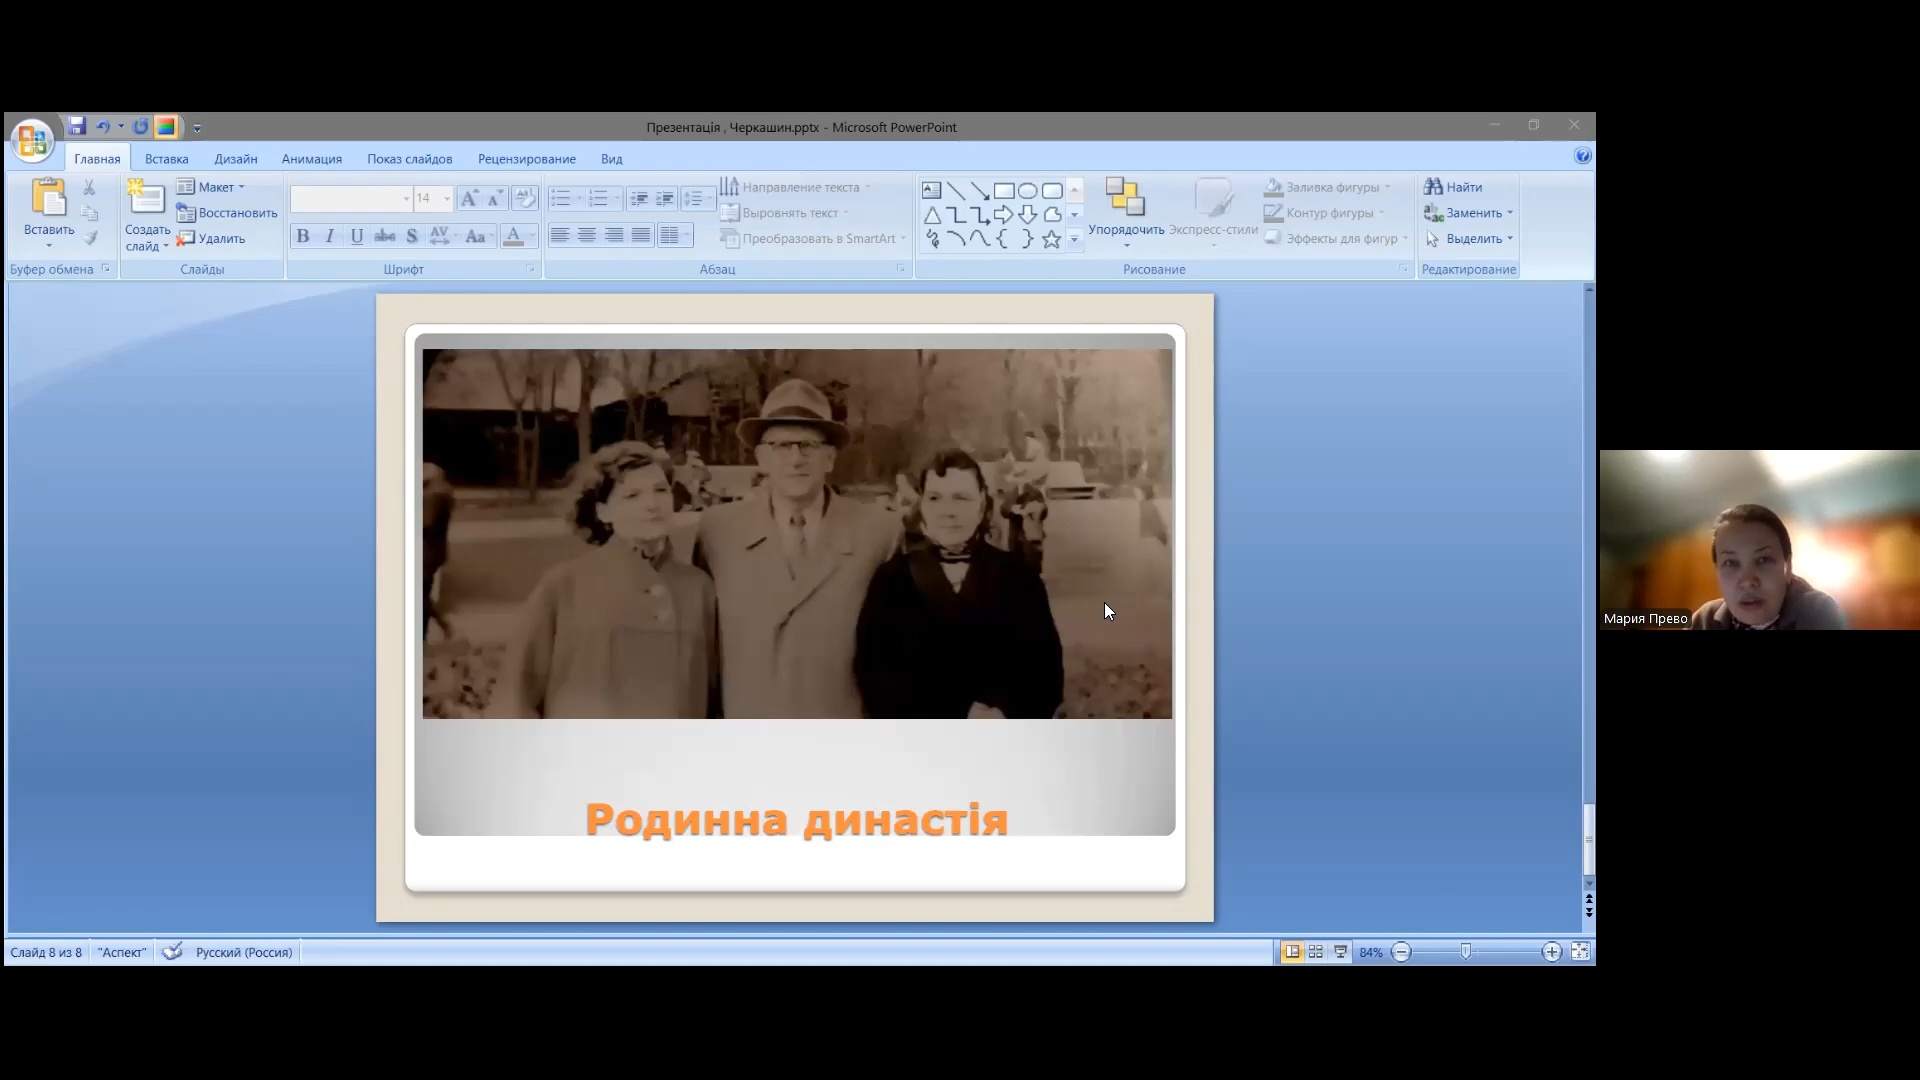 Презентація , Черкашин.pptx - Microsoft PowerPoint
Главная Вставка Дизайн Анимация Показ слайдов Рецензирование Вид
Вставить
Буфер обмена
Создать слайд
Макет
Восстановить
Удалить
Слайды
14
B I U abc S AV Aa A
Шрифт
Направление текста
Выровнять текст
Преобразовать в SmartArt
Абзац
Упорядочить
Экспресс-стили
Заливка фигуры
Контур фигуры
Эффекты для фигур
Рисование
Найти
Заменить
Выделить
Редактирование
Родинна династія
Мария Прево
Слайд 8 из 8 "Аспект" Русский (Россия) 84%